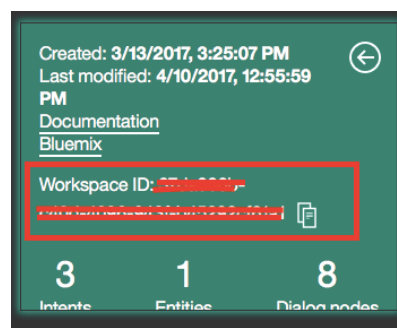 Created: 3/13/2017, 3:25:07 PM
Last modified: 4/10/2017, 12:55:59
PM
Documentation
Bluemix
Workspace ID:
3 1 8
Intents Entities Dialog nodes